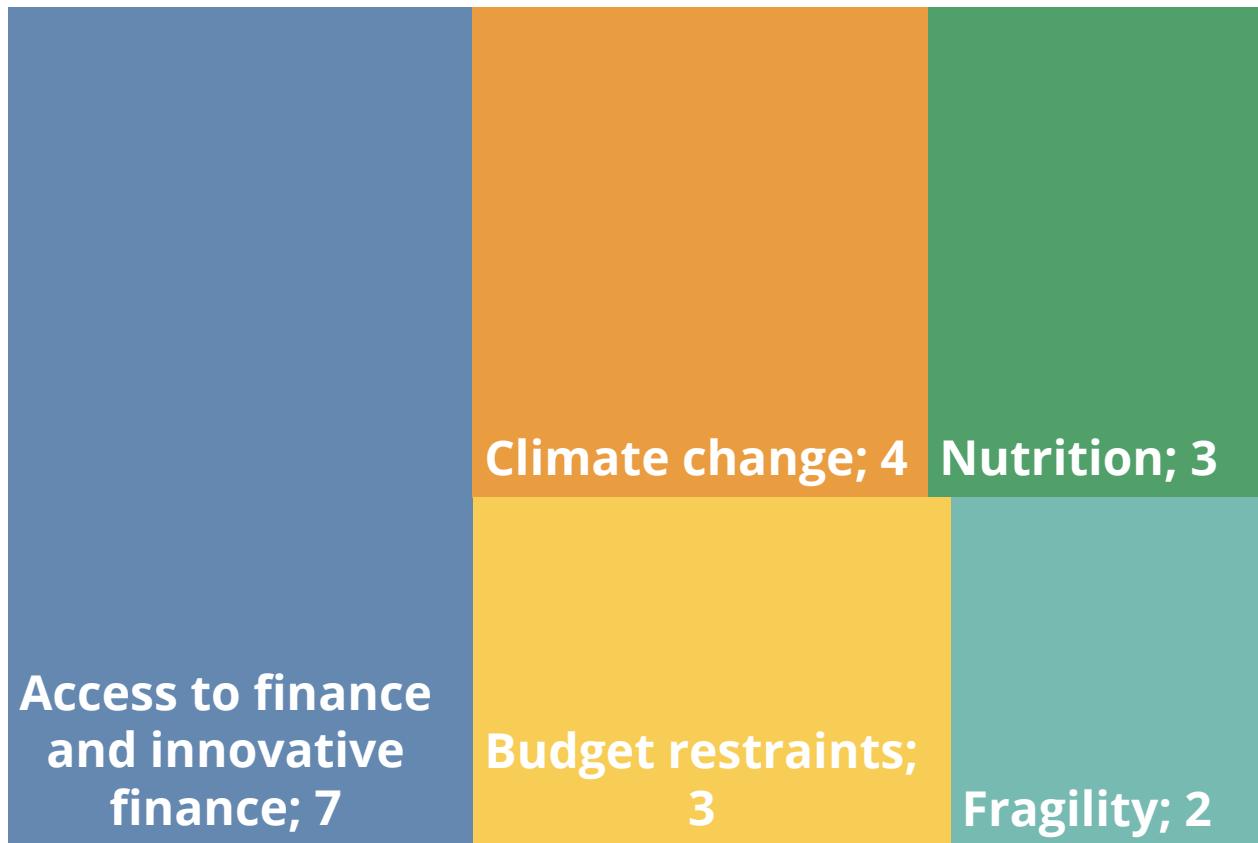 Climate change; 4
Nutrition; 3
Access to finance
and innovative
finance; 7
Budget restraints;
3
Fragility; 2